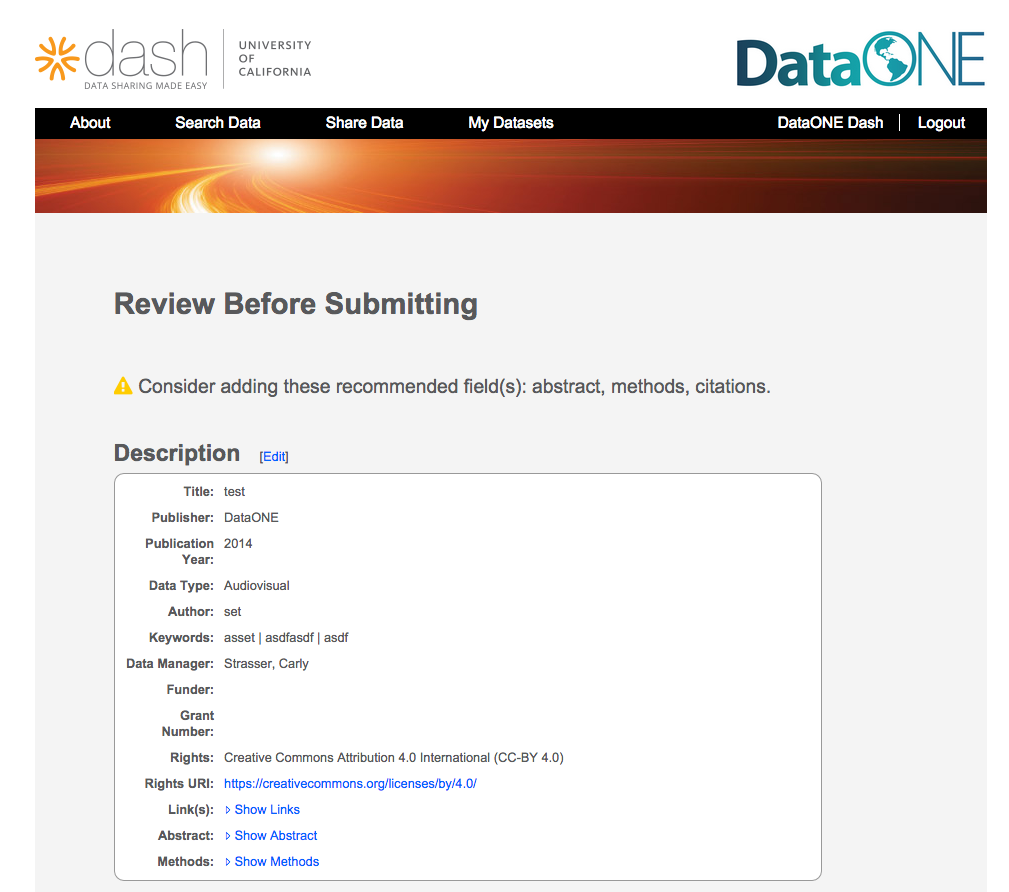 dash
DATA SHARING MADE EASY
UNIVERSITY
OF
CALIFORNIA
DataONE
About Search Data Share Data My Datasets DataONE Dash Logout
Review Before Submitting
Consider adding these recommended field(s): abstract, methods, citations.
Description [Edit]
Title: test
Publisher: DataONE
Publication 2014
Year:
Data Type: Audiovisual
Author: set
Keywords: asset | asdfasdf | asdf
Data Manager: Strasser, Carly
Funder:
Grant
Number:
Rights: Creative Commons Attribution 4.0 International (CC-BY 4.0)
Rights URI: https://creativecommons.org/licenses/by/4.0/
Link(s): Show Links
Abstract: Show Abstract
Methods: Show Methods